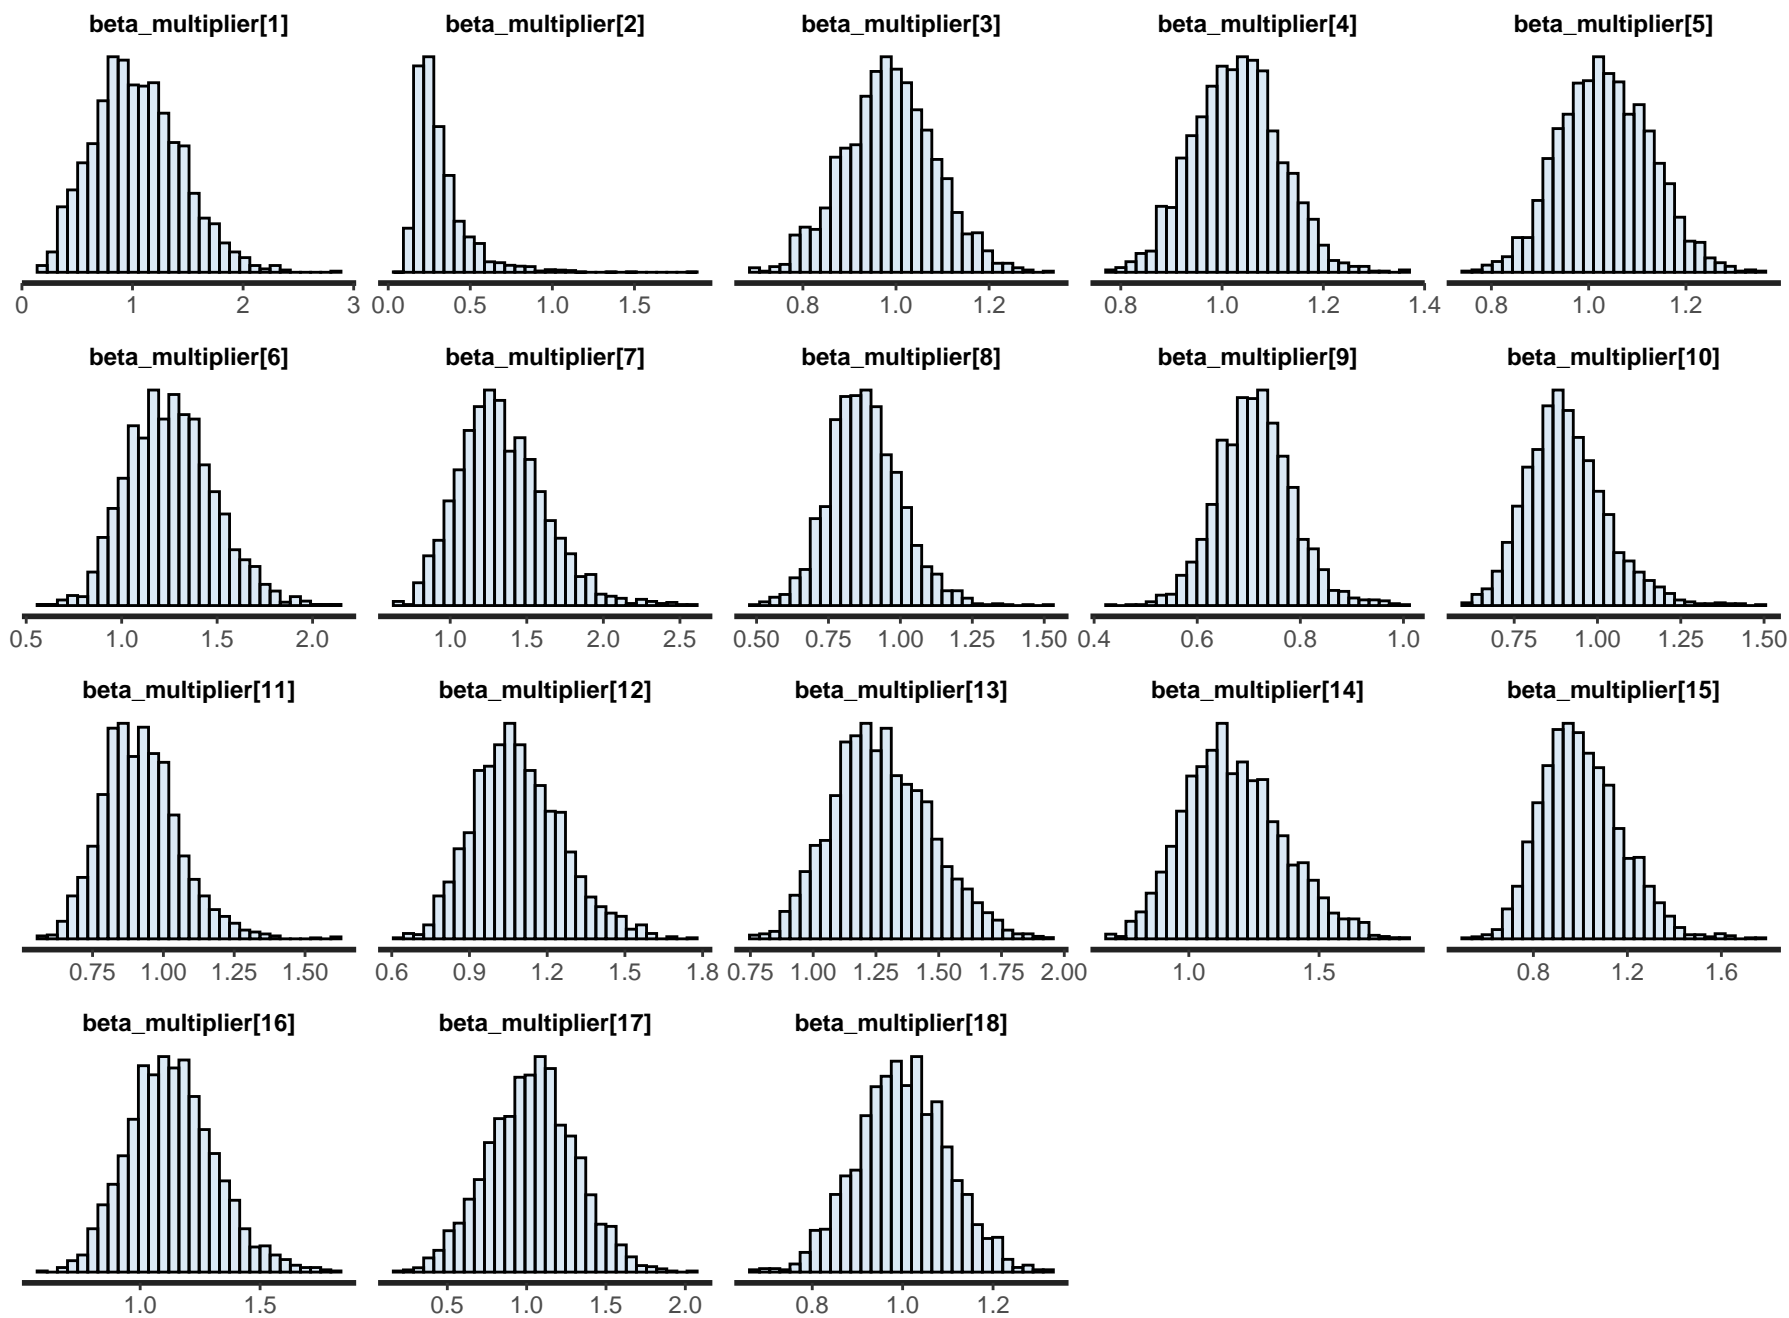 beta_multiplier[1] beta_multiplier[2] beta_multiplier[3] beta_multiplier[4] beta_multiplier[5]
0 1 2 3 0.0 0.5 1.0 1.5 0.8 1.0 1.2 0.8 1.0 1.2 1.4 0.8 1.0 1.2
beta_multiplier[6] beta_multiplier[7] beta_multiplier[8] beta_multiplier[9] beta_multiplier[10]
0.5 1.0 1.5 2.0 1.0 1.5 2.0 2.5 0.50 0.75 1.00 1.25 1.50 0.4 0.6 0.8 1.0 0.75 1.00 1.25 1.50
beta_multiplier[11] beta_multiplier[12] beta_multiplier[13] beta_multiplier[14] beta_multiplier[15]
0.75 1.00 1.25 1.50 0.6 0.9 1.2 1.5 1.8 0.75 1.00 1.25 1.50 1.75 2.00 1.0 1.5 0.8 1.2 1.6
beta_multiplier[16] beta_multiplier[17] beta_multiplier[18]
1.0 1.5 0.5 1.0 1.5 2.0 0.8 1.0 1.2